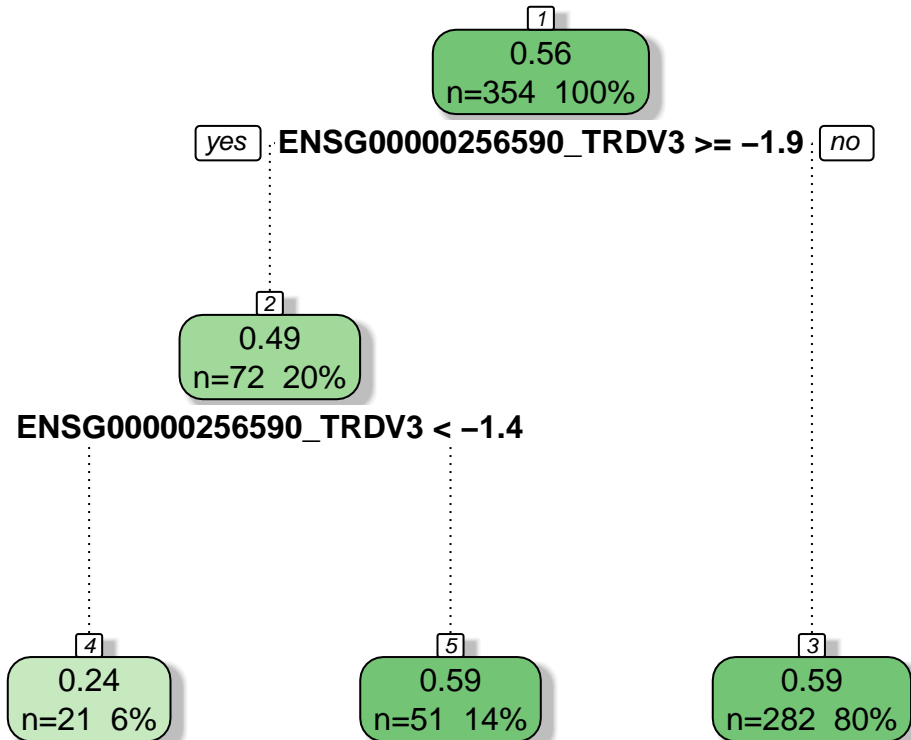 1
0.56
n=354 100%
yes ENSG00000256590_TRDV3 >= −1.9 no
2
0.49
n=72 20%
ENSG00000256590_TRDV3 < −1.4
4 5 3
0.24 0.59 0.59
n=21 6% n=51 14% n=282 80%